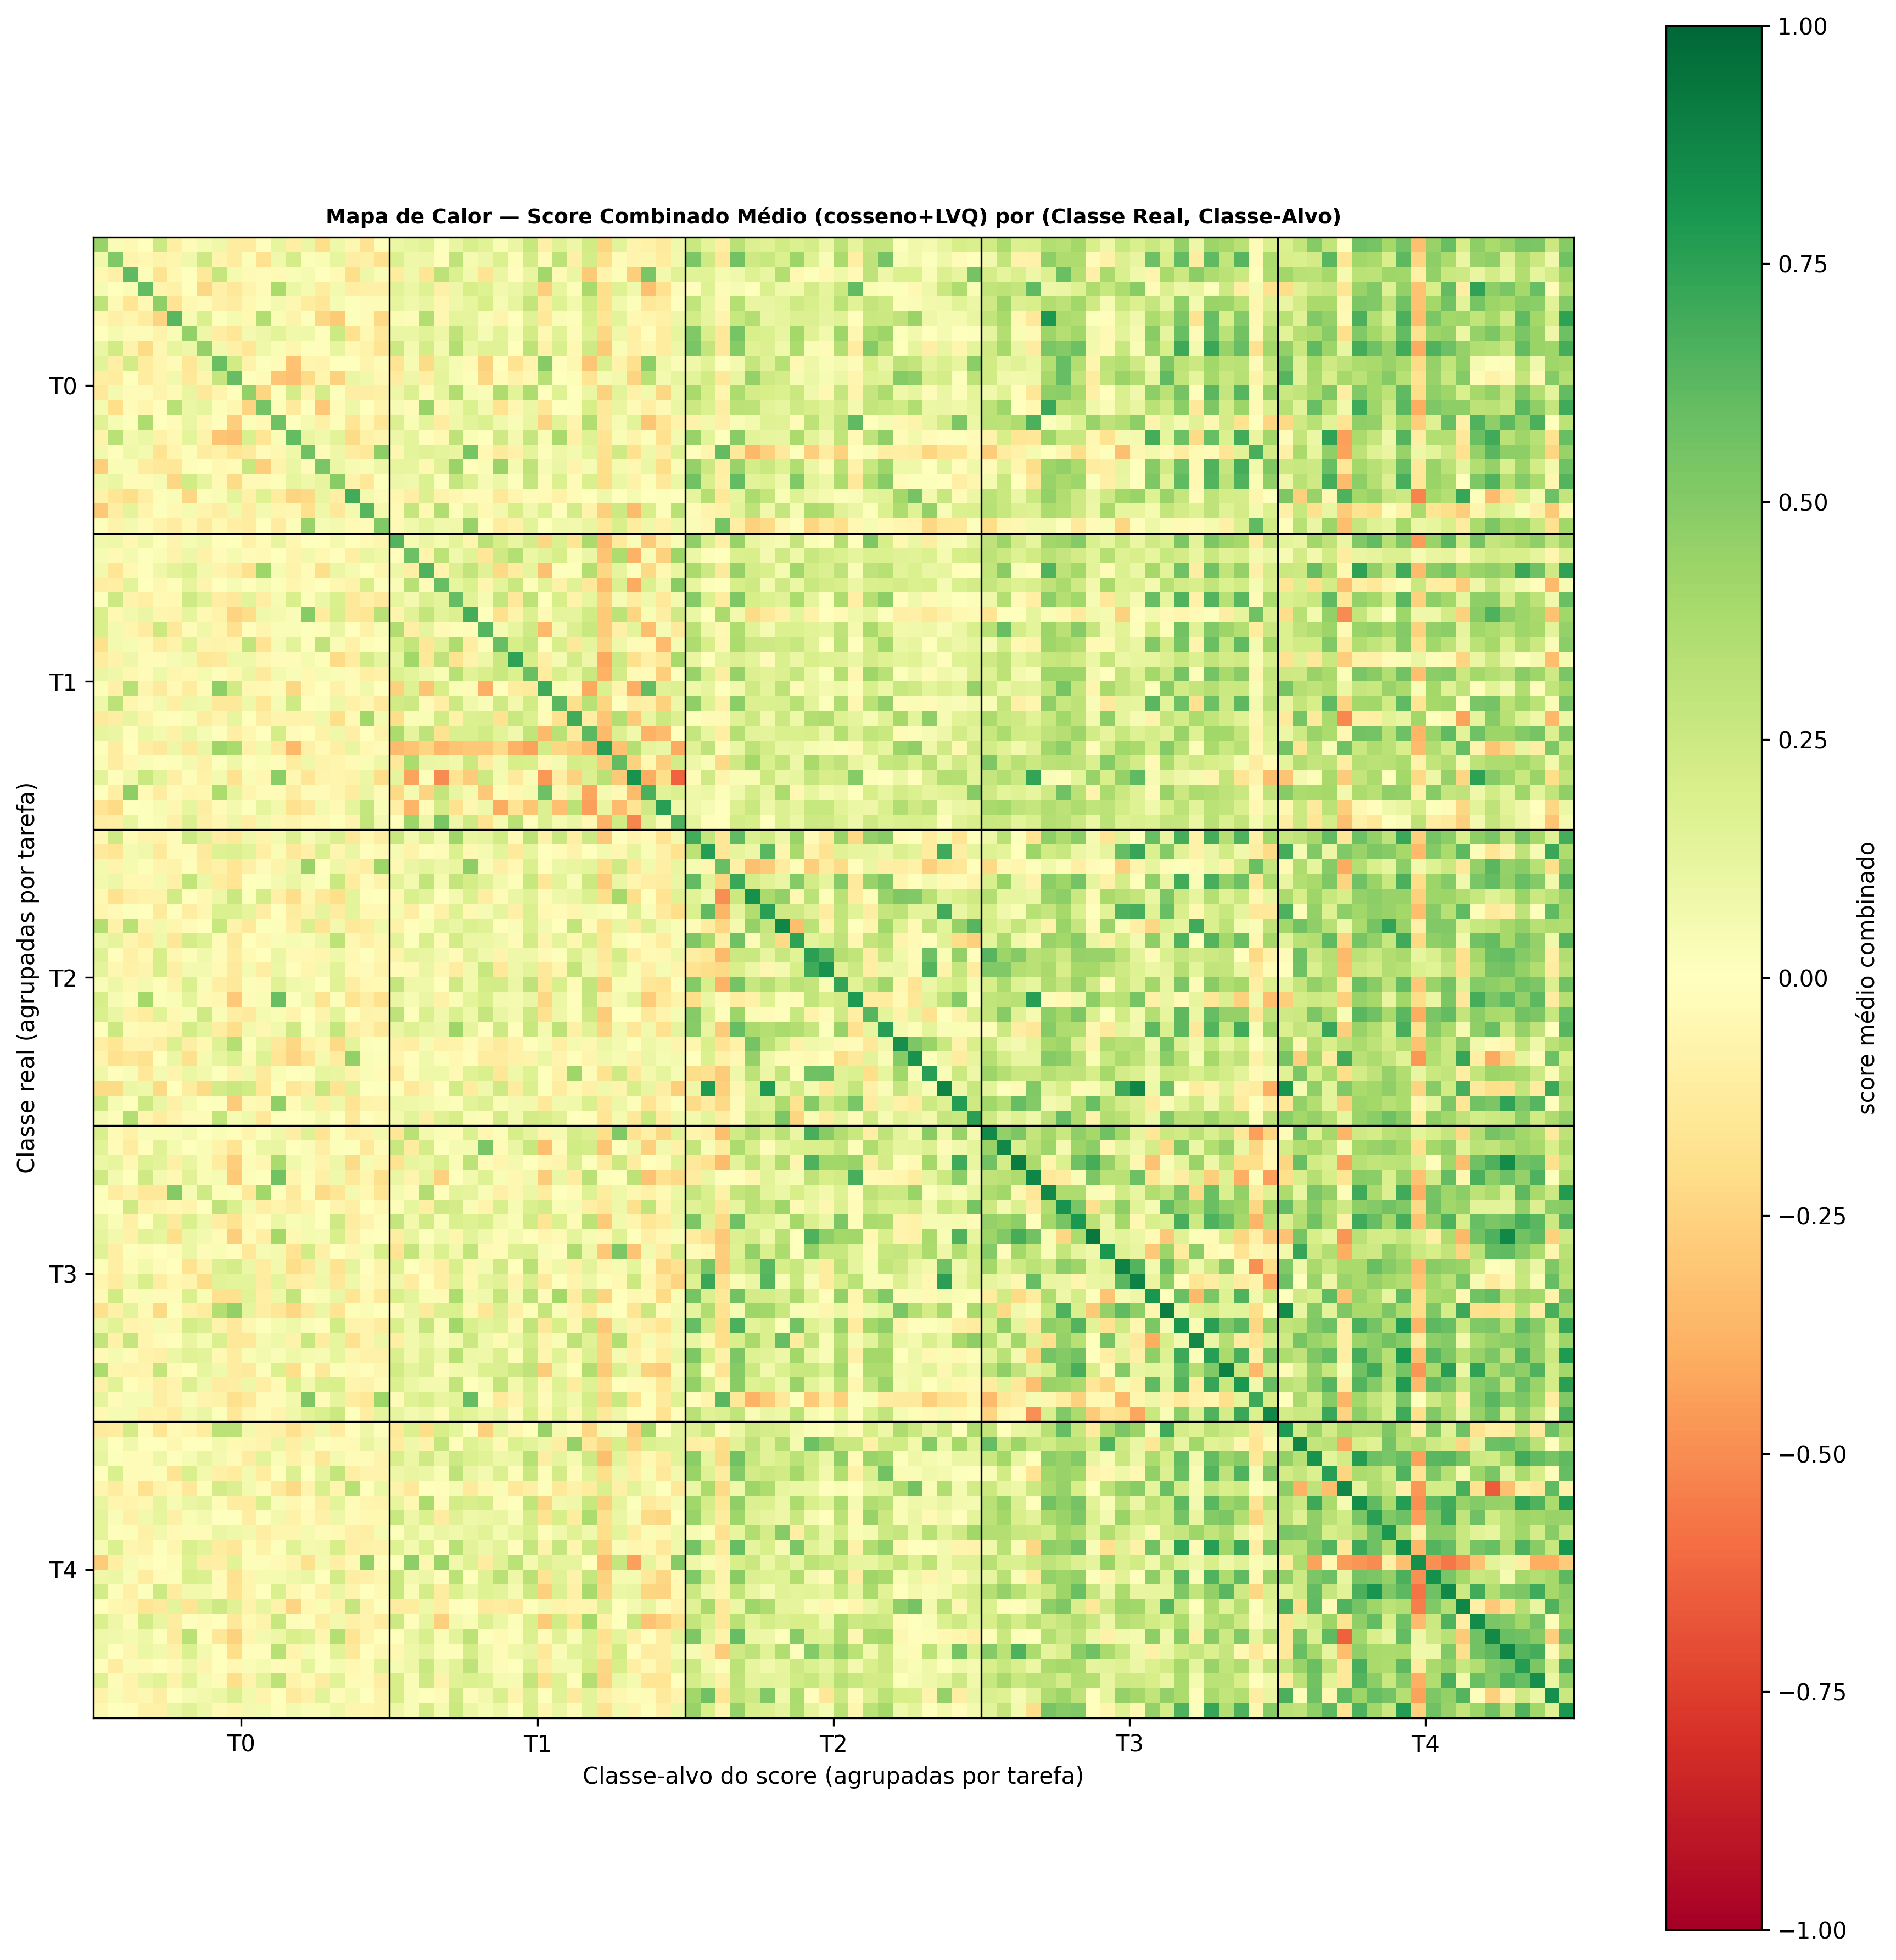 Mapa de Calor — Score Combinado Médio (cosseno+LVQ) por (Classe Real, Classe-Alvo)
Classe real (agrupadas por tarefa)
T0
T1
T2
T3
T4
T0 T1 T2 T3 T4
Classe-alvo do score (agrupadas por tarefa)
1.00
0.75
0.50
0.25
0.00
−0.25
−0.50
−0.75
−1.00
score médio combinado